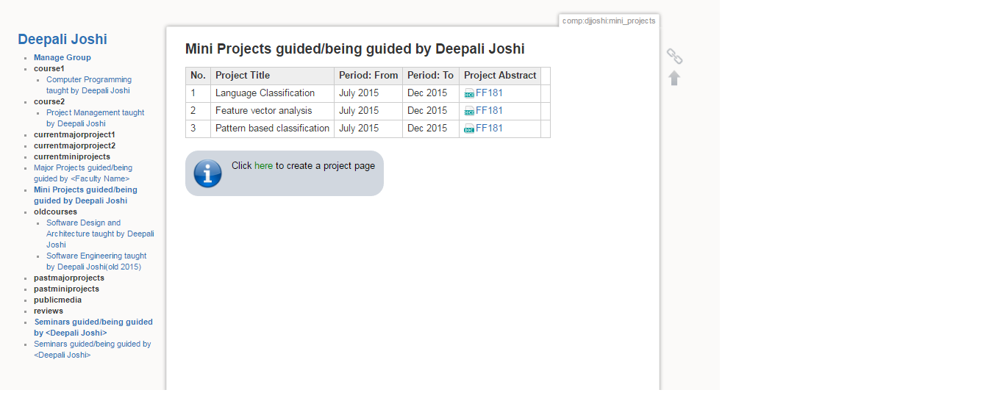 comp:djjoshi:mini_projects
Deepali Joshi
Manage Group
course1
Computer Programming
taught by Deepali Joshi
course2
Project Management taught
by Deepali Joshi
currentmajorproject1
currentmajorproject2
currentminiprojects
Major Projects guided/being
guided by <Faculty Name>
Mini Projects guided/being
guided by Deepali Joshi
oldcourses
Software Design and
Architecture taught by Deepali
Joshi
Software Engineering taught
by Deepali Joshi(old 2015)
pastmajorprojects
pastminiprojects
publicmedia
reviews
Seminars guided/being guided
by <Deepali Joshi>
Seminars guided/being guided by
<Deepali Joshi>
Mini Projects guided/being guided by Deepali Joshi
No. Project Title Period: From Period: To Project Abstract
1 Language Classification July 2015 Dec 2015 FF181
2 Feature vector analysis July 2015 Dec 2015 FF181
3 Pattern based classification July 2015 Dec 2015 FF181
Click here to create a project page